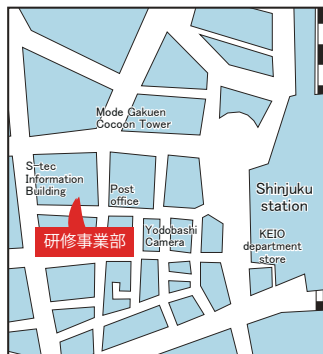 Mode Gakuen
Cocoon Tower
S-tec
Information
Building
Post
office
Shinjuku
station
研修事業部
Yodobashi
Camera
KEIO
department
store